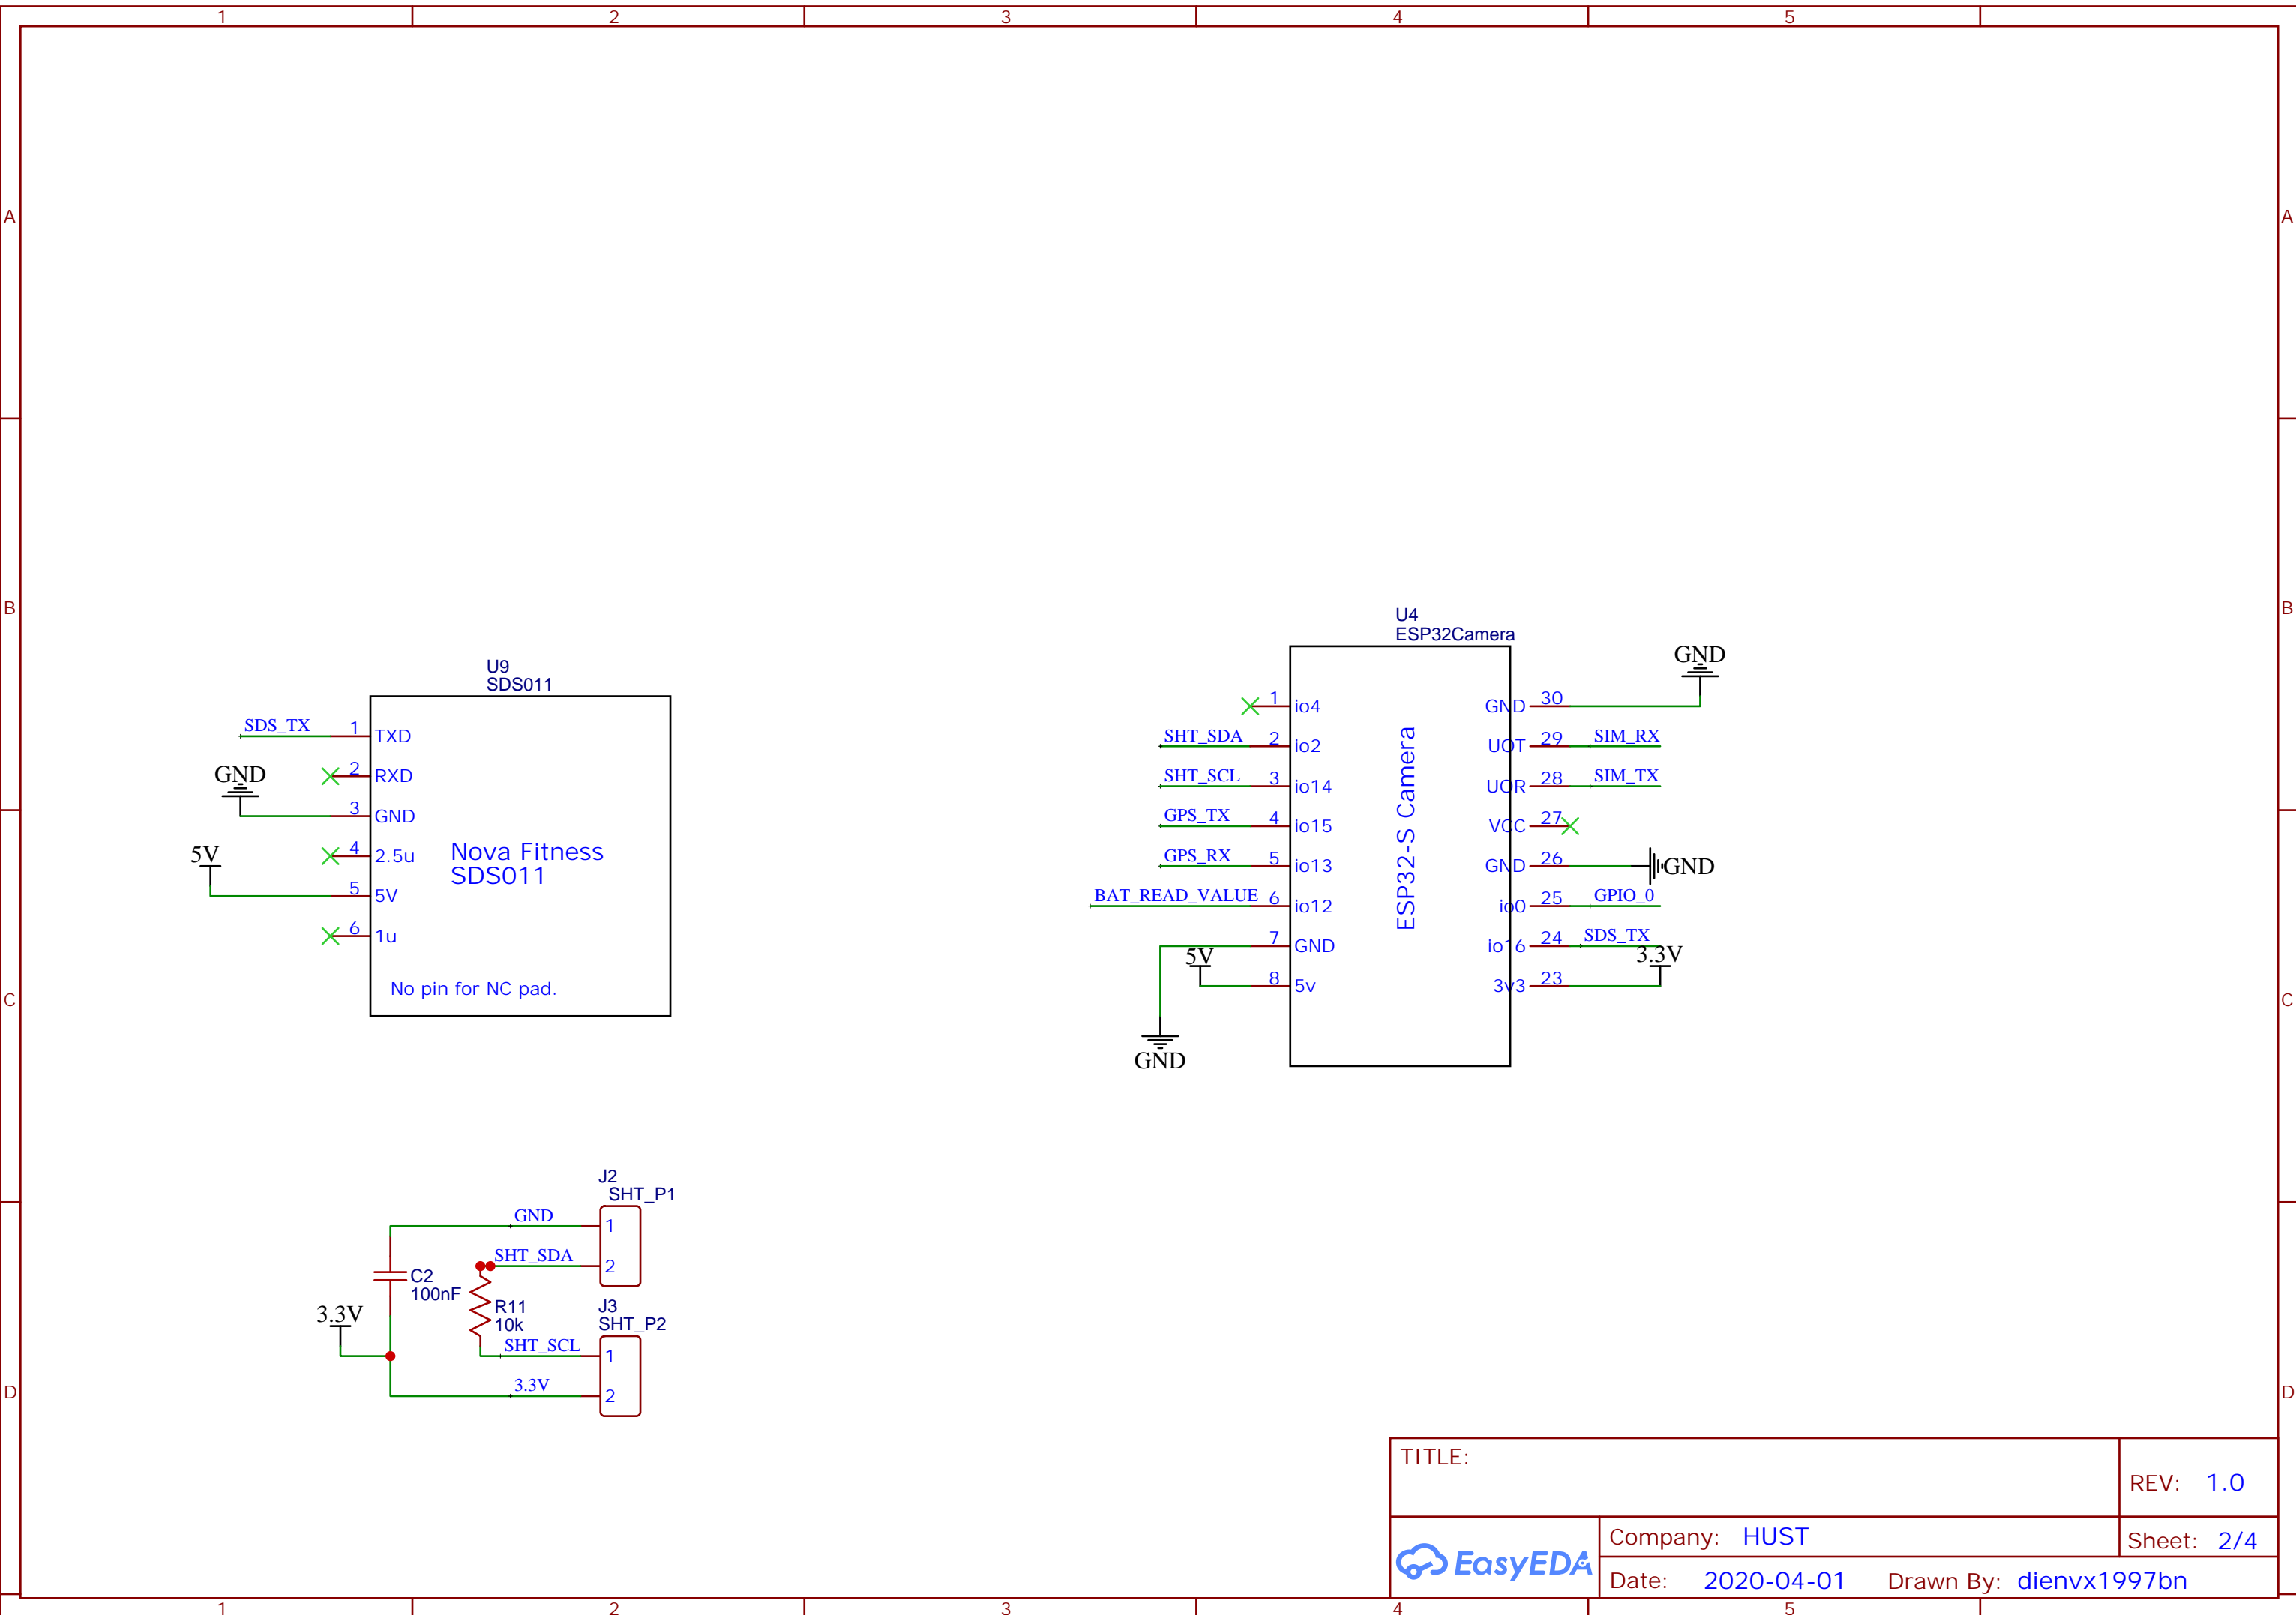 1 2 3 4 5
A A
B B
C C
D D
U9
SDS011
SDS_TX 1 TXD
2 RXD
GND
3 GND
4 2.5u
5V
5 5V
6 1u
Nova Fitness
SDS011
No pin for NC pad.
U4
ESP32Camera
ESP32-S Camera
1 io4
SHT_SDA 2 io2
SHT_SCL 3 io14
GPS_TX 4 io15
GPS_RX 5 io13
BAT_READ_VALUE 6 io12
7 GND
5V
8 5v
GND
GND
GND 30
UOT 29 SIM_RX
UOR 28 SIM_TX
VCC 27
GND 26 GND
io0 25 GPIO_0
io16 24 SDS_TX
3.3V
3v3 23
J2
SHT_P1
GND 1
SHT_SDA 2
C2
100nF
R11
10k
3.3V
J3
SHT_P2
SHT_SCL 1
3.3V 2
TITLE:
REV: 1.0
EasyEDA
Company: HUST
Sheet: 2/4
Date: 2020-04-01 Drawn By: dienvx1997bn
1 2 3 4 5